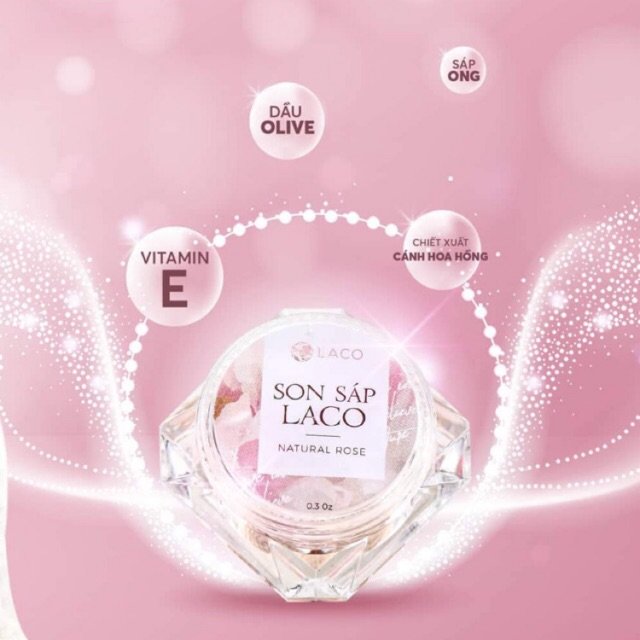 SÁP
ONG
DẦU
OLIVE
CHIẾT XUẤT
CÁNH HOA HỒNG
VITAMIN
E
LACO
SON SÁP
LACO
NATURAL ROSE
0.3 Oz